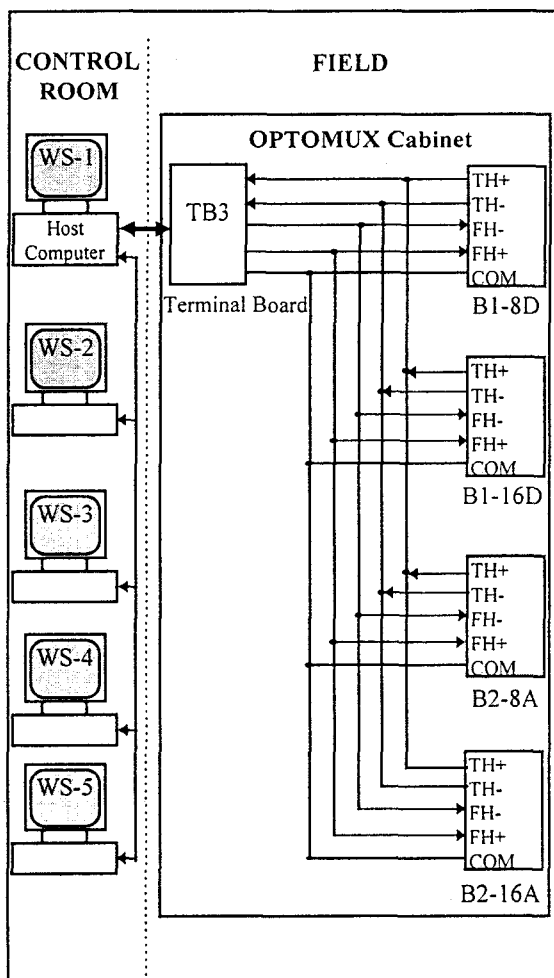 CONTROL
ROOM
FIELD
WS-1
Host
Computer
WS-2
WS-3
WS-4
WS-5
OPTOMUX Cabinet
TB3
Terminal Board
TH+
TH-
FH-
FH+
COM
B1-8D
TH+
TH-
FH-
FH+
COM
B1-16D
TH+
TH-
FH-
FH+
COM
B2-8A
TH+
TH-
FH-
FH+
COM
B2-16A